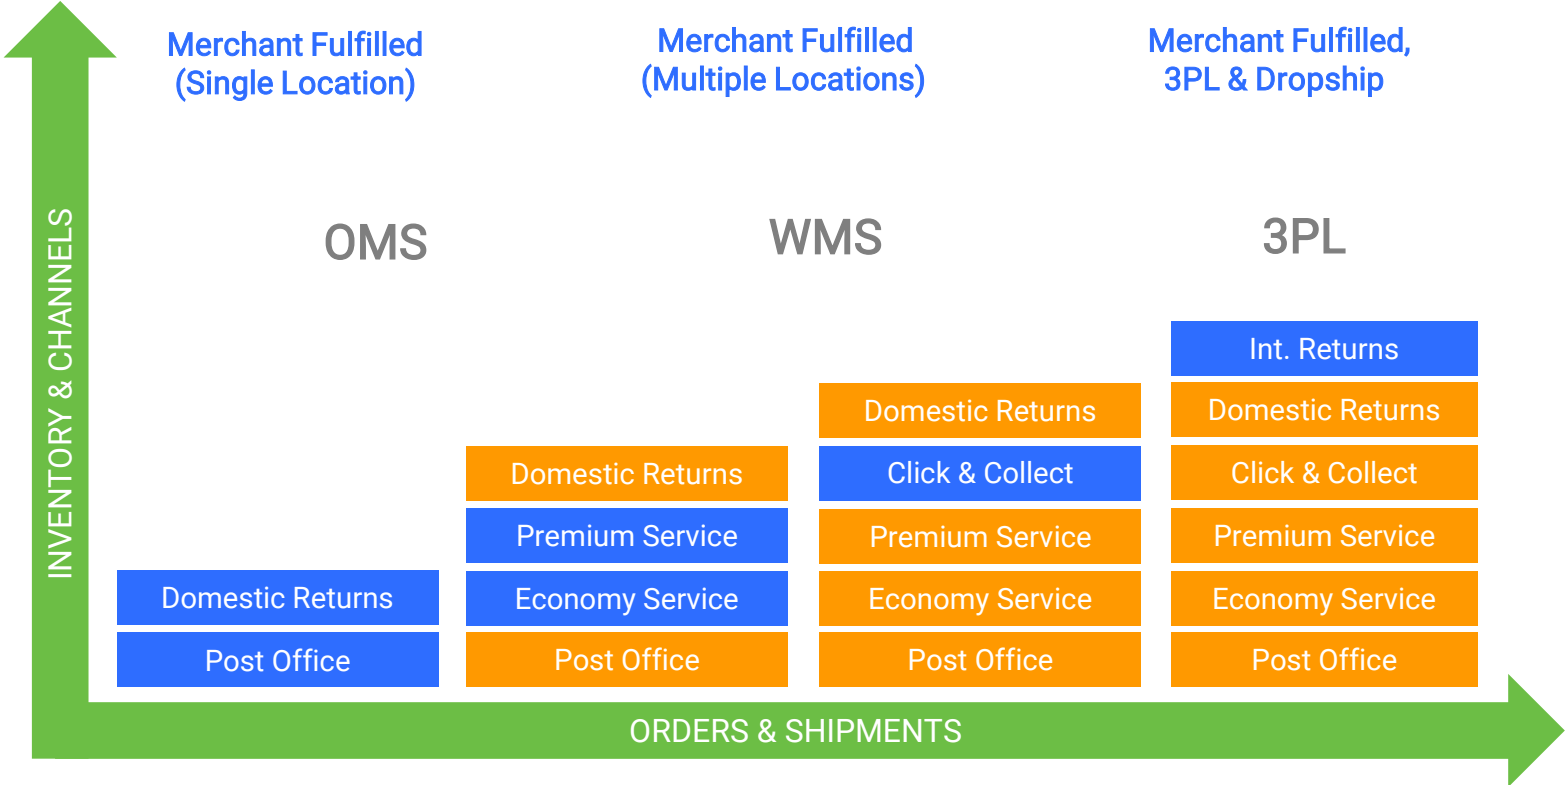 Merchant Fulfilled
(Single Location)
Merchant Fulfilled
(Multiple Locations)
Merchant Fulfilled,
3PL & Dropship
OMS
WMS
3PL
INVENTORY & CHANNELS
Domestic Returns
Post Office
Domestic Returns
Premium Service
Economy Service
Post Office
Domestic Returns
Click & Collect
Premium Service
Economy Service
Post Office
Int. Returns
Domestic Returns
Click & Collect
Premium Service
Economy Service
Post Office
ORDERS & SHIPMENTS